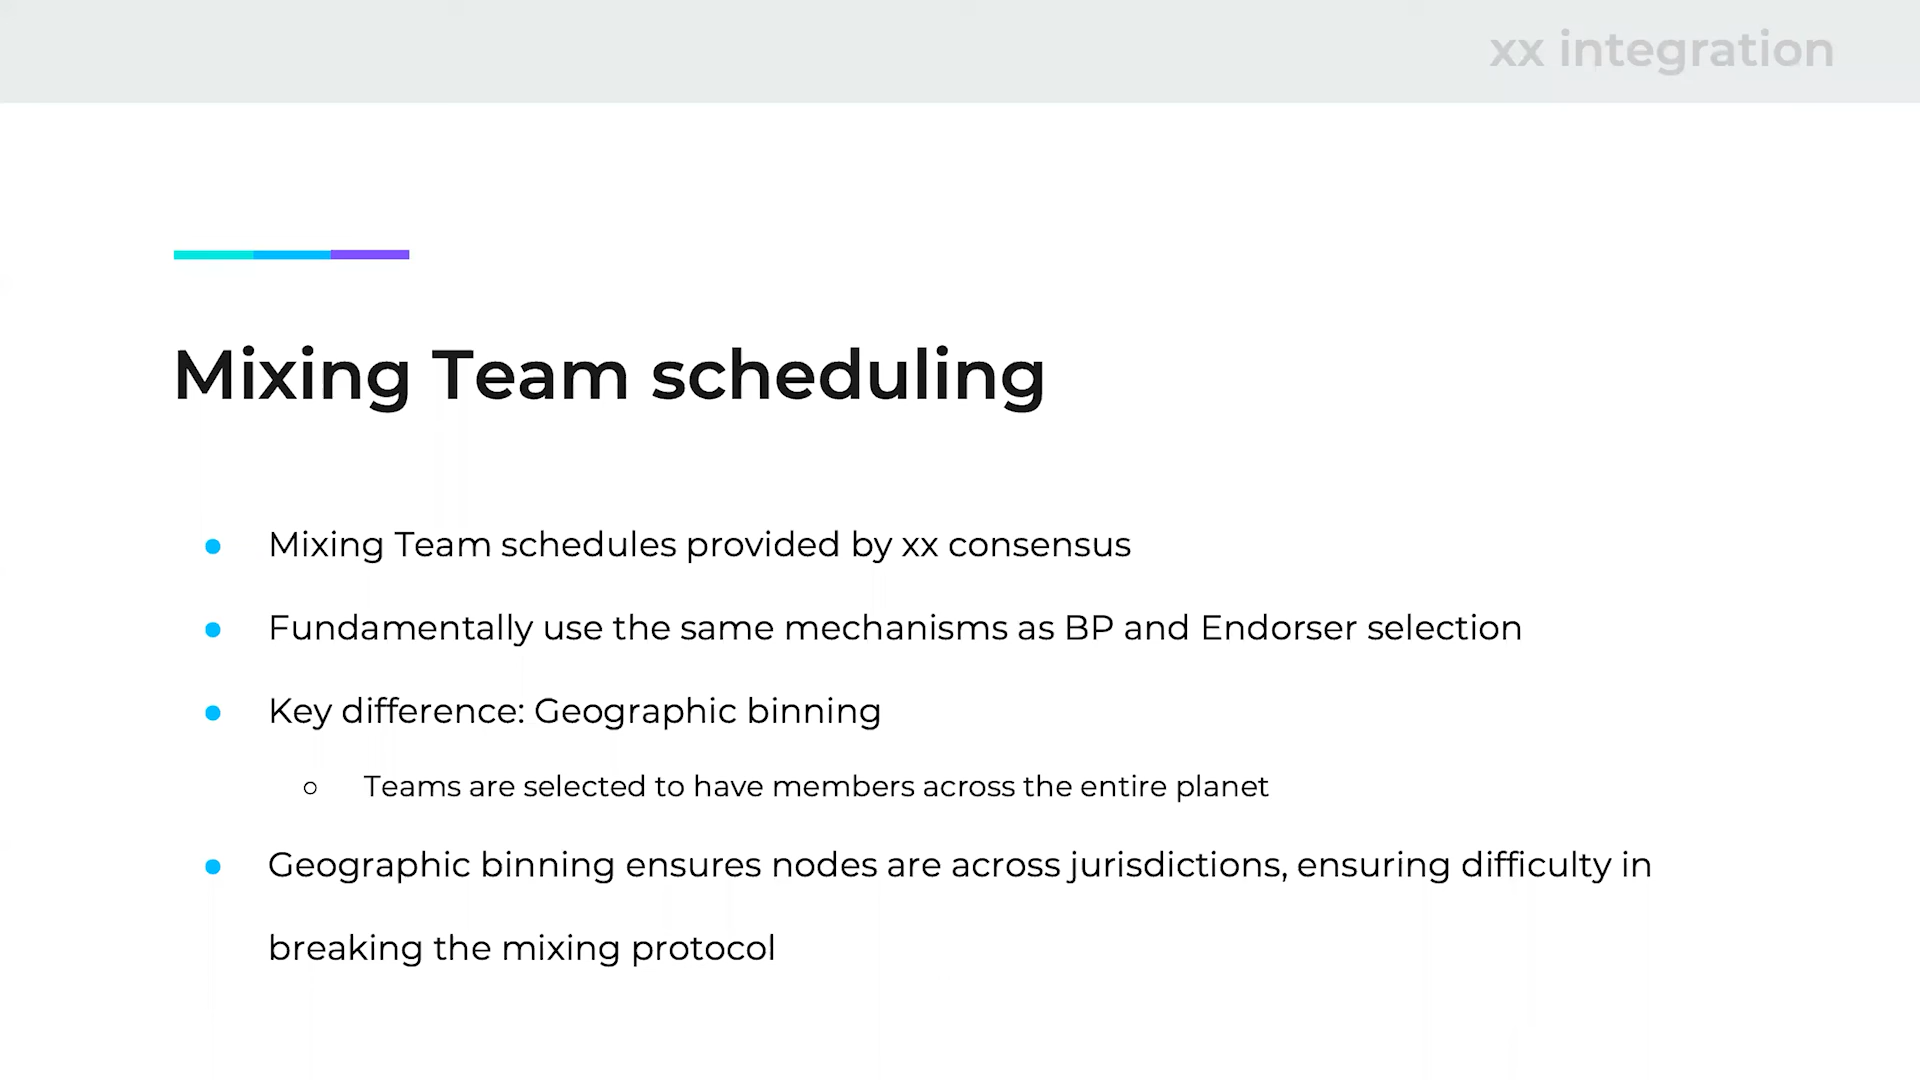 xx integration
Mixing Team scheduling
● Mixing Team schedules provided by xx consensus
● Fundamentally use the same mechanisms as BP and Endorser selection
● Key difference: Geographic binning
○ Teams are selected to have members across the entire planet
● Geographic binning ensures nodes are across jurisdictions, ensuring difficulty in
breaking the mixing protocol